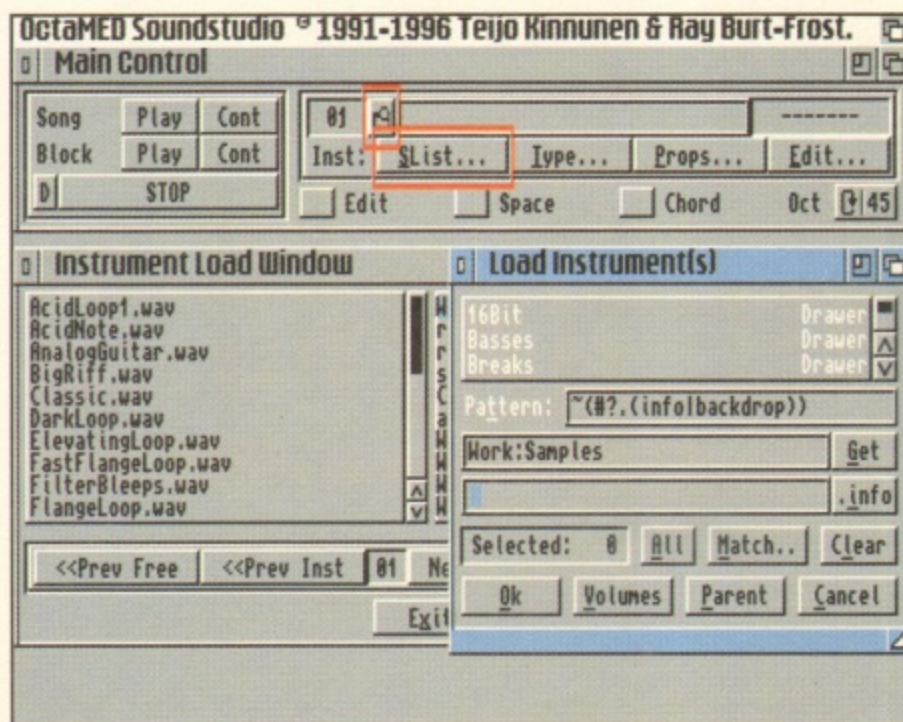 OctaMED Soundstudio © 1991-1996 Teijo Kinnunen & Ray Burt-Frost.
Main Control
Song Play Cont 01 -------
Block Play Cont Inst: SList... Type... Props... Edit...
D STOP Edit Space Chord Oct 45
Instrument Load Window
AcidLoop1.wav
AcidNote.wav
AnalogGuitar.wav
BigRiff.wav
Classic.wav
DarkLoop.wav
ElevatingLoop.wav
FastFlangeLoop.wav
FilterBleeps.wav
FlangeLoop.wav
<<Prev Free <<Prev Inst 01 Ne
Exit
Load Instrument(s)
16Bit Drawer
Basses Drawer
Breaks Drawer
Pattern: ~(#?.(info|backdrop))
Work:Samples Get
.info
Selected: 0 All Match.. Clear
Ok Volumes Parent Cancel